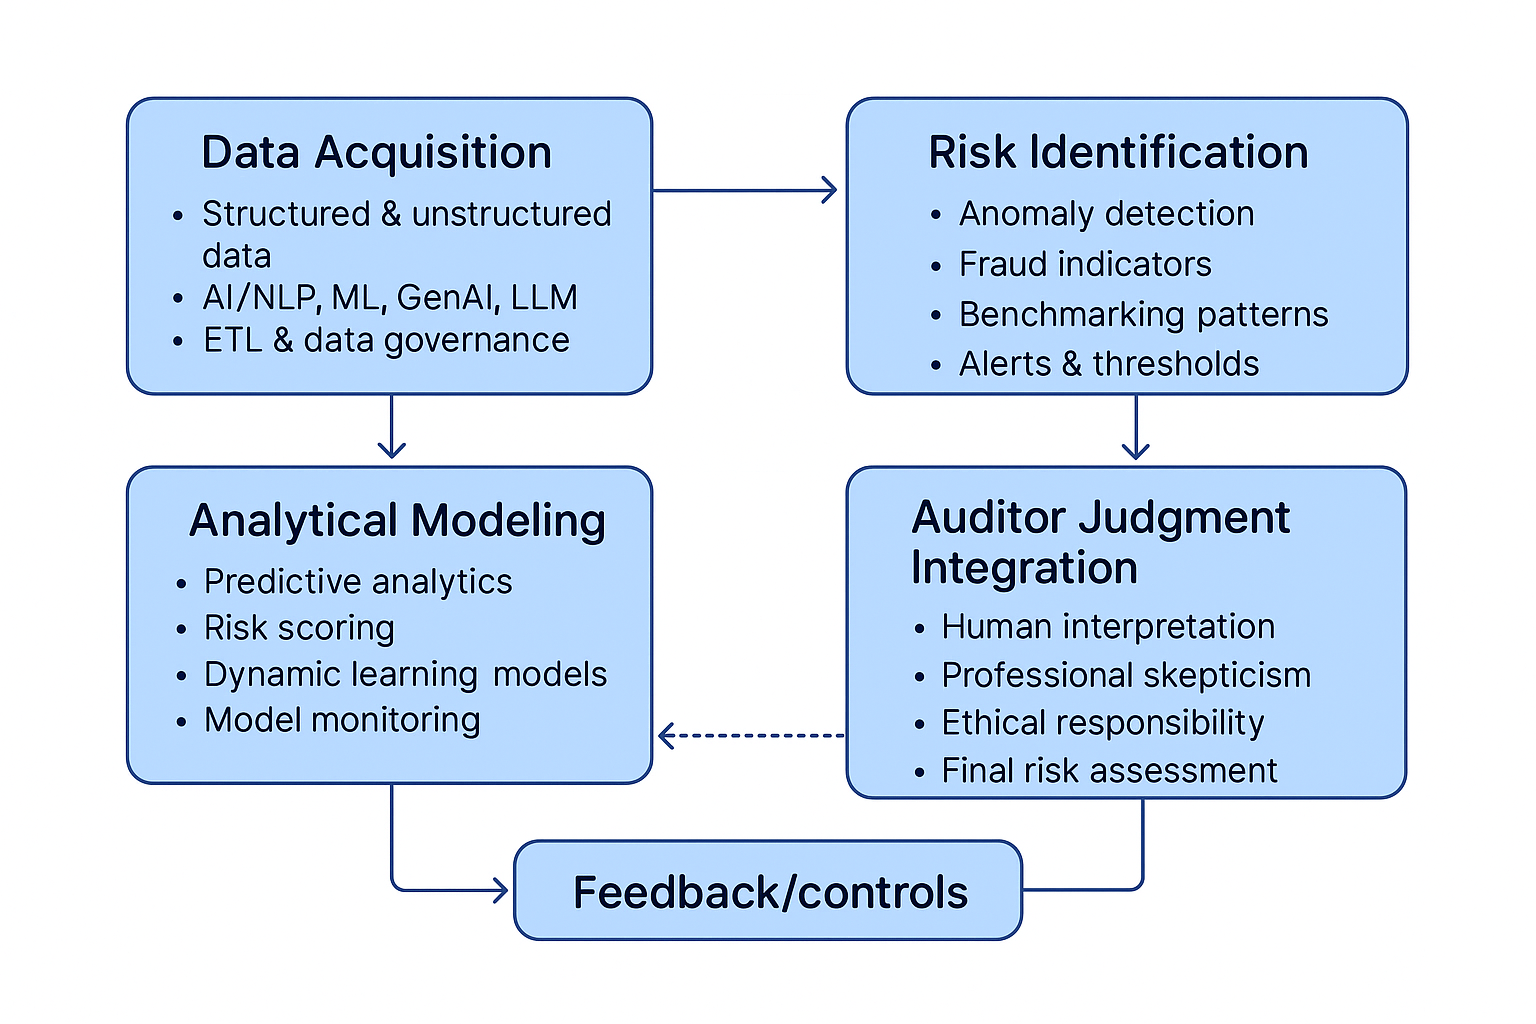 Data Acquisition
• Structured & unstructured
data
• AI/NLP, ML, GenAI, LLM
• ETL & data governance
Risk Identification
• Anomaly detection
• Fraud indicators
• Benchmarking patterns
• Alerts & thresholds
Analytical Modeling
• Predictive analytics
• Risk scoring
• Dynamic learning models
• Model monitoring
Auditor Judgment
Integration
• Human interpretation
• Professional skepticism
• Ethical responsibility
• Final risk assessment
Feedback/controls